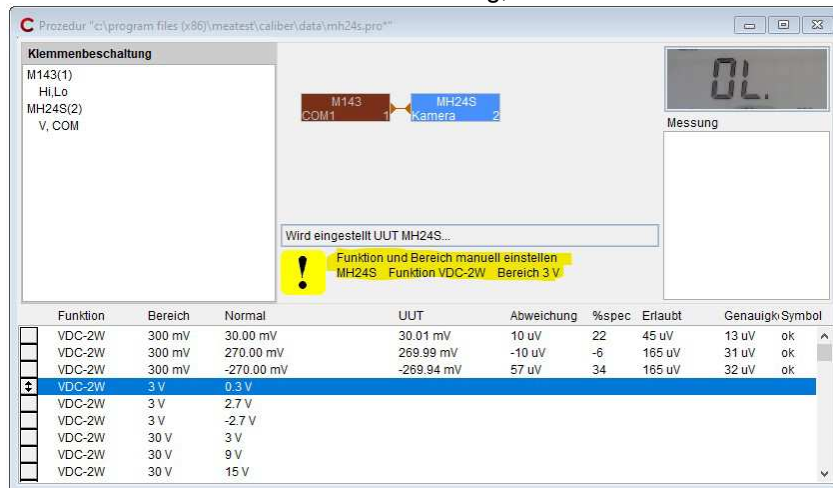 Prozedur "c:\program files (x86)\meatest\caliber\data\mh24s.pro*"
Klemmenbeschaltung
M143(1)
Hi,Lo
MH24S(2)
V, COM
M143 MH24S
COM1 1 Kamera 2
OL.
Messung
Wird eingestellt UUT MH24S...
Funktion und Bereich manuell einstellen
MH24S Funktion VDC-2W Bereich 3 V
Funktion Bereich Normal UUT Abweichung %spec Erlaubt Genauigk Symbol
VDC-2W 300 mV 30.00 mV 30.01 mV 10 uV 22 45 uV 13 uV ok
VDC-2W 300 mV 270.00 mV 269.99 mV -10 uV -6 165 uV 31 uV ok
VDC-2W 300 mV -270.00 mV -269.94 mV 57 uV 34 165 uV 32 uV ok
VDC-2W 3 V 0.3 V
VDC-2W 3 V 2.7 V
VDC-2W 3 V -2.7 V
VDC-2W 30 V 3 V
VDC-2W 30 V 9 V
VDC-2W 30 V 15 V